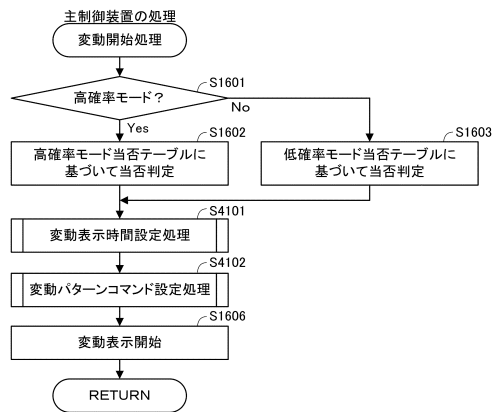 主制御装置の処理
変動開始処理
S1601
高確率モード?
No
Yes
S1602
高確率モード当否テーブルに
基づいて当否判定
S1603
低確率モード当否テーブルに
基づいて当否判定
S4101
変動表示時間設定処理
S4102
変動パターンコマンド設定処理
S1606
変動表示開始
RETURN